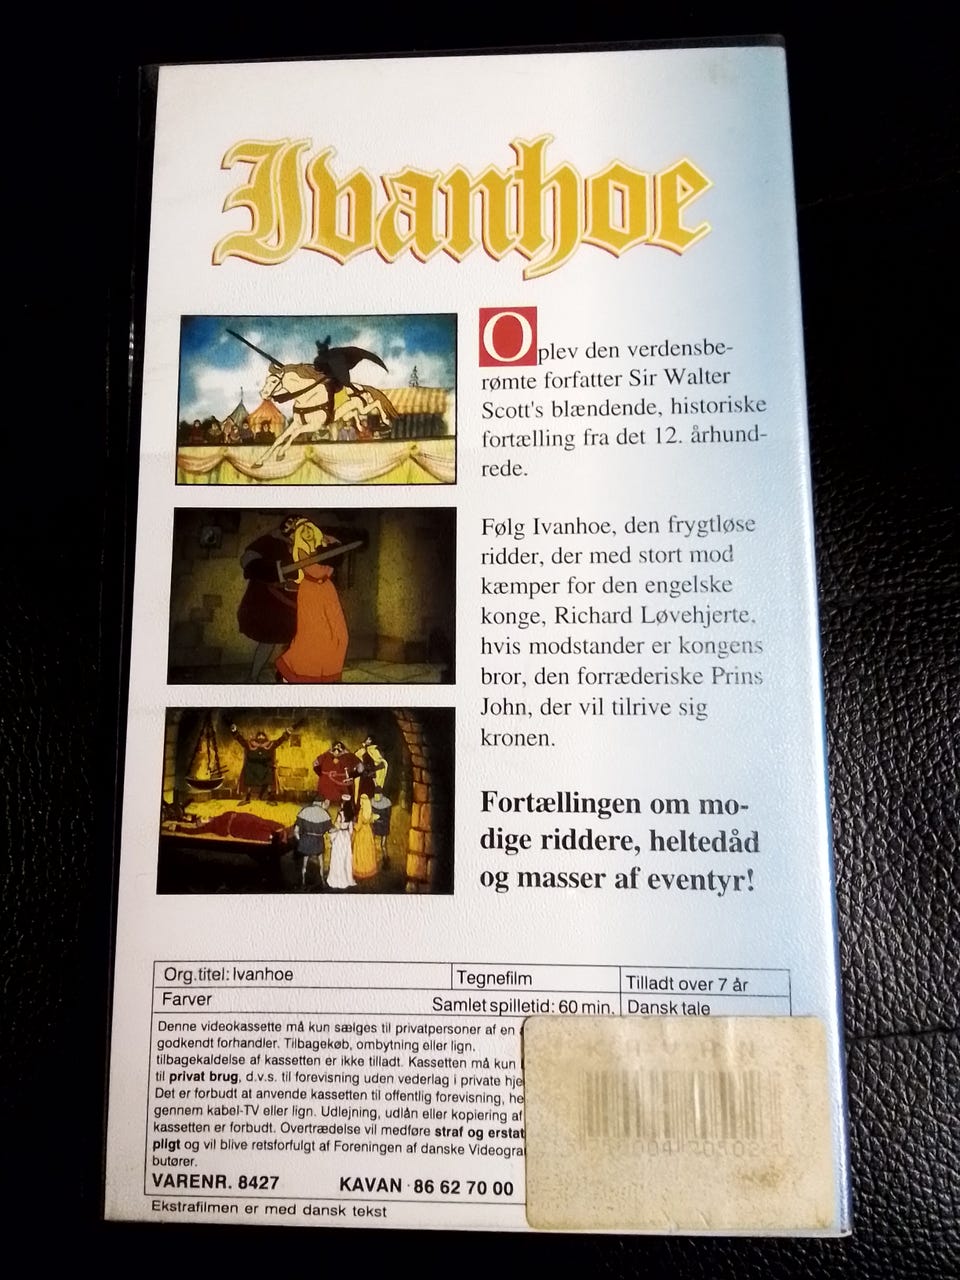 Ivanhoe
Oplev den verdensbe-
rømte forfatter Sir Walter
Scott's blændende, historiske
fortælling fra det 12. århund-
rede.
Følg Ivanhoe, den frygtløse
ridder, der med stort mod
kæmper for den engelske
konge, Richard Løvehjerte,
hvis modstander er kongens
bror, den forræderiske Prins
John, der vil tilrive sig
kronen.
Fortællingen om mo-
dige riddere, heltedåd
og masser af eventyr!
Org.titel: Ivanhoe Tegnefilm Tilladt over 7 år
Farver Samlet spilletid: 60 min. Dansk tale
Denne videokassette må kun sælges til privatpersoner af en
godkendt forhandler. Tilbagekøb, ombytning eller lign.
tilbagekaldelse af kassetten er ikke tilladt. Kassetten må kun
til privat brug, d.v.s. til forevisning uden vederlag i private
Det er forbudt at anvende kassetten til offentlig forevisning,
gennem kabel-TV eller lign. Udlejning, udlån eller kopiering af
kassetten er forbudt. Overtrædelse vil medføre straf og
pligt og vil blive retsforfulgt af Foreningen af danske
butører.
VARENR. 8427 KAVAN · 86 62 70 00
Ekstrafilmen er med dansk tekst